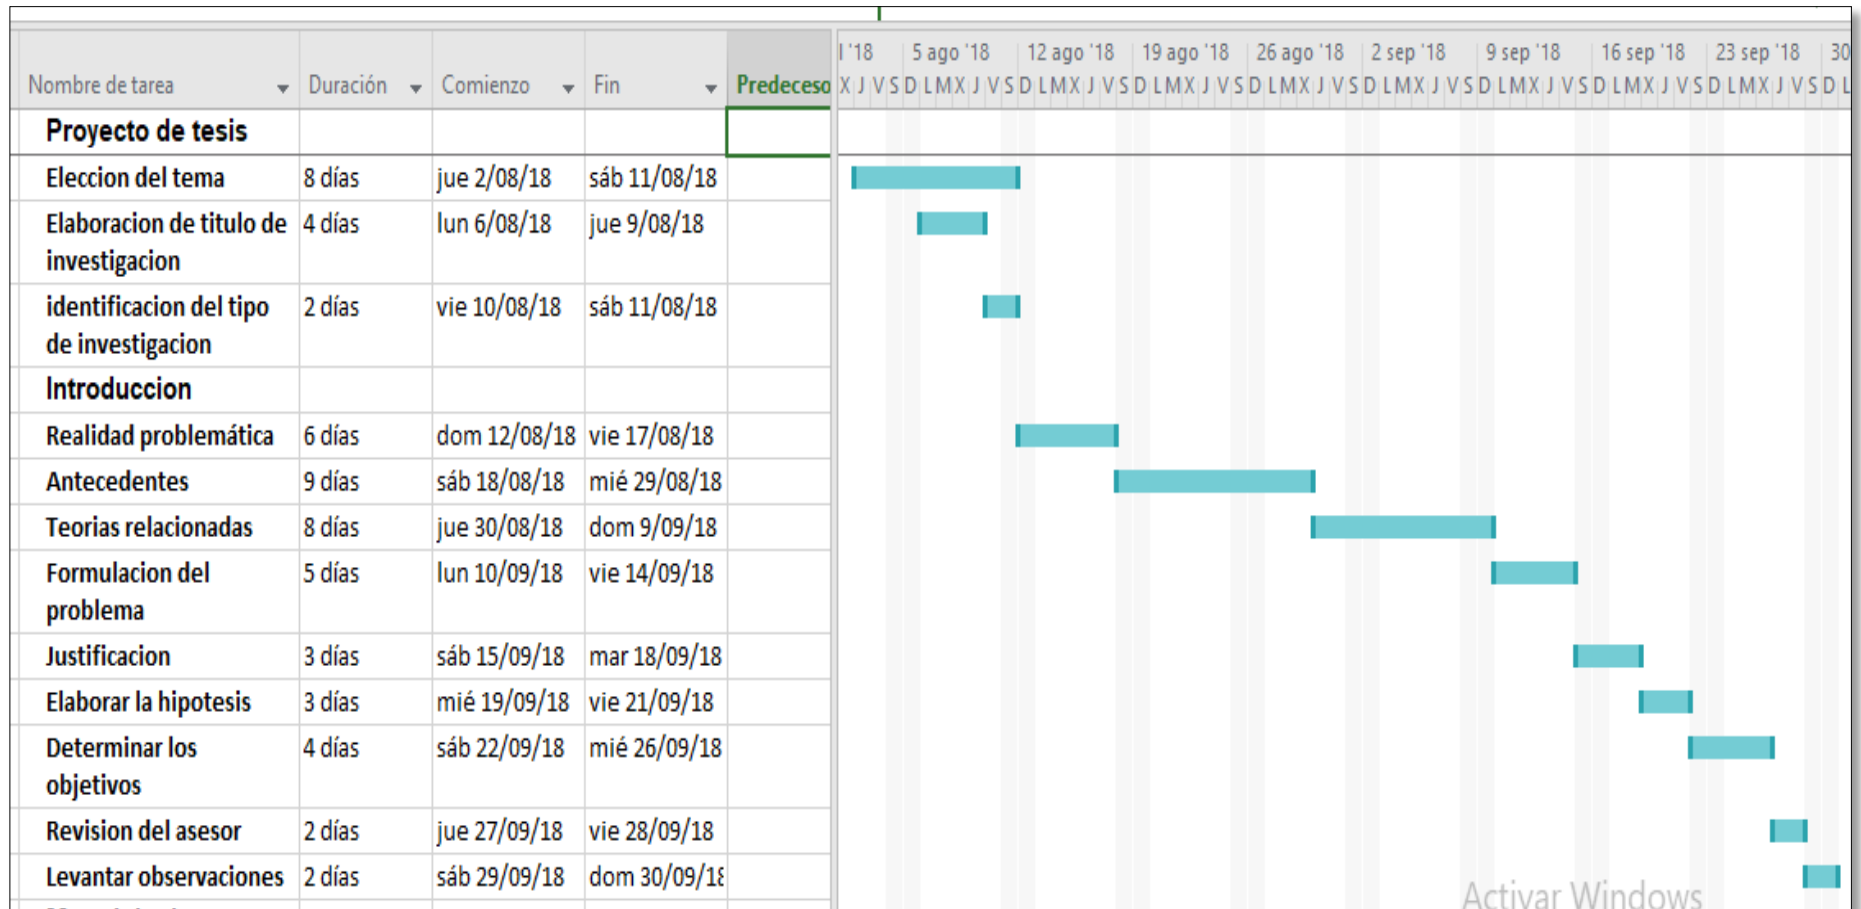 l '18 5 ago '18 12 ago '18 19 ago '18 26 ago '18 2 sep '18 9 sep '18 16 sep '18 23 sep '18 30
Nombre de tarea Duración Comienzo Fin Predeceso X J V S D L M X J V S D L M X J V S D L M X J V S D L M X J V S D L M X J V S D L M X J V S D L M X J V S D L M X J V S D L
Proyecto de tesis
Eleccion del tema 8 días jue 2/08/18 sáb 11/08/18
Elaboracion de titulo de 4 días lun 6/08/18 jue 9/08/18
investigacion
identificacion del tipo 2 días vie 10/08/18 sáb 11/08/18
de investigacion
Introduccion
Realidad problemática 6 días dom 12/08/18 vie 17/08/18
Antecedentes 9 días sáb 18/08/18 mié 29/08/18
Teorias relacionadas 8 días jue 30/08/18 dom 9/09/18
Formulacion del 5 días lun 10/09/18 vie 14/09/18
problema
Justificacion 3 días sáb 15/09/18 mar 18/09/18
Elaborar la hipotesis 3 días mié 19/09/18 vie 21/09/18
Determinar los 4 días sáb 22/09/18 mié 26/09/18
objetivos
Revision del asesor 2 días jue 27/09/18 vie 28/09/18
Levantar observaciones 2 días sáb 29/09/18 dom 30/09/18
Activar Windows